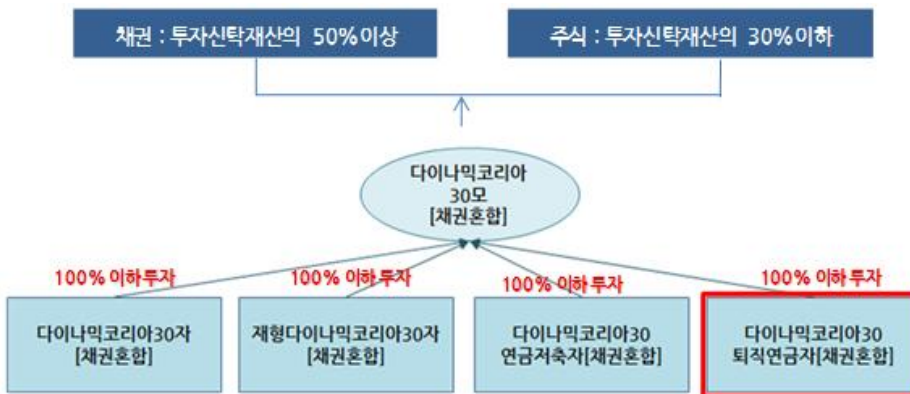 채권 : 투자신탁재산의 50%이상
주식 : 투자신탁재산의 30%이하
다이나믹코리아
30모
[채권혼합]
100% 이하 투자
100% 이하 투자
100% 이하 투자
100% 이하 투자
다이나믹코리아30자
[채권혼합]
재형다이나믹코리아30자
[채권혼합]
다이나믹코리아30
연금저축자[채권혼합]
다이나믹코리아30
퇴직연금자[채권혼합]